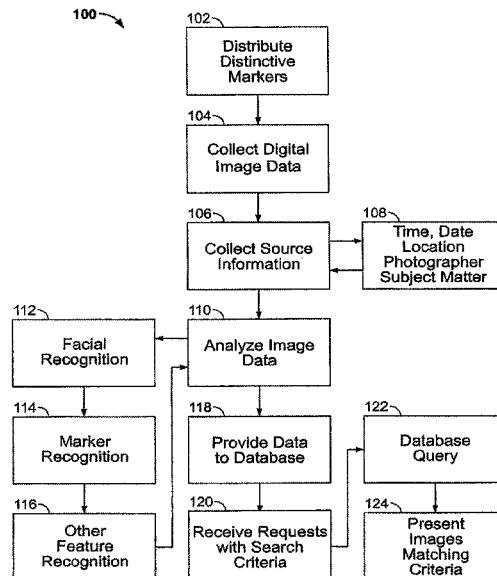 100
102
Distribute
Distinctive
Markers
104
Collect Digital
Image Data
106
Collect Source
Information
108
Time, Date
Location
Photographer
Subject Matter
110
Analyze Image
Data
112
Facial
Recognition
114
Marker
Recognition
116
Other
Feature
Recognition
118
Provide Data
to Database
120
Receive Requests
with Search
Criteria
122
Database
Query
124
Present
Images
Matching
Criteria